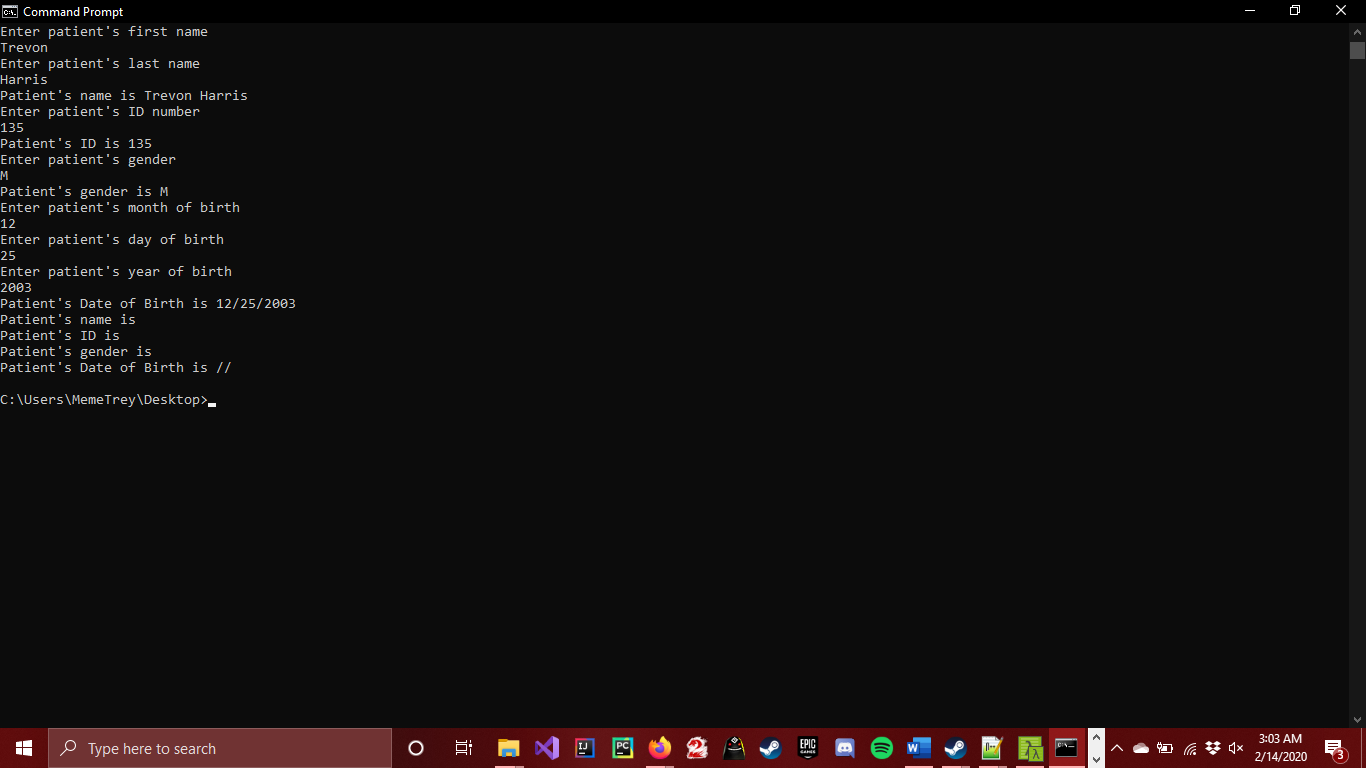 Command Prompt
Enter patient's first name
Trevon
Enter patient's last name
Harris
Patient's name is Trevon Harris
Enter patient's ID number
135
Patient's ID is 135
Enter patient's gender
M
Patient's gender is M
Enter patient's month of birth
12
Enter patient's day of birth
25
Enter patient's year of birth
2003
Patient's Date of Birth is 12/25/2003
Patient's name is
Patient's ID is
Patient's gender is
Patient's Date of Birth is //
C:\Users\MemeTrey\Desktop>
Type here to search
IJ
PC
EPIC GAMES
3:03 AM
2/14/2020
3